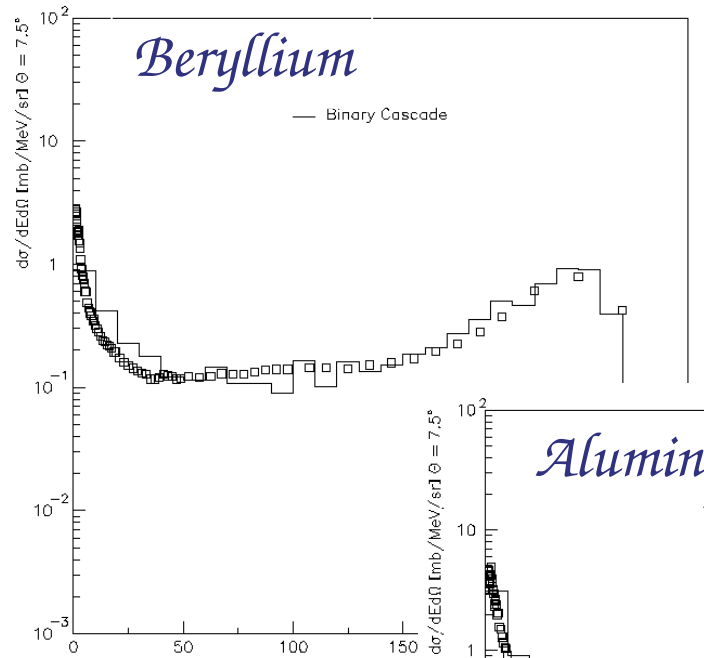 Beryllium
Binary Cascade
dσ/dEdΩ [mb/MeV/sr] Θ = 7.5°
10²
10
1
10⁻¹
10⁻²
10⁻³
0
50
100
150
Alumin
dσ/dEdΩ [mb/MeV/sr] Θ = 7.5°
10²
10
1